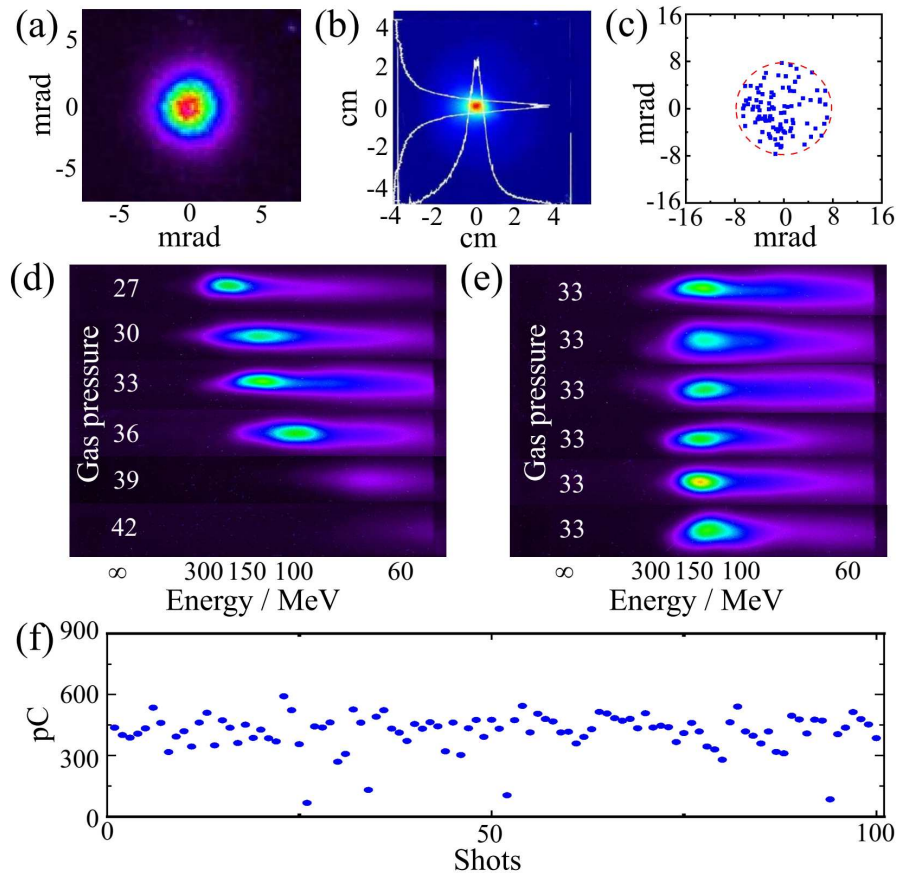 (a)
5
0
-5
mrad
-5
0
5
mrad
(b)
4
2
0
-2
-4
cm
-4
-2
0
2
4
cm
(c)
16
8
0
-8
-16
mrad
-16
-8
0
8
16
mrad
(d)
Gas pressure
27
30
33
36
39
42
∞ 300 150 100 60
Energy / MeV
(e)
Gas pressure
33
33
33
33
33
33
∞ 300 150 100 60
Energy / MeV
(f)
900
600
300
0
pC
0 50 100
Shots